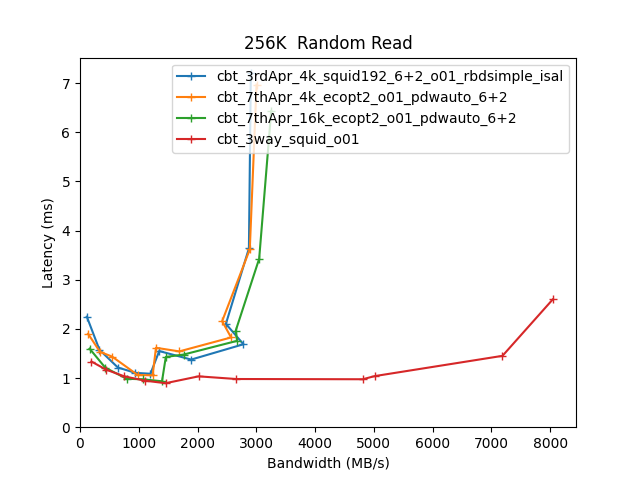 256K  Random Read
cbt_3rdApr_4k_squid192_6+2_o01_rbdsimple_isal
cbt_7thApr_4k_ecopt2_o01_pdwauto_6+2
cbt_7thApr_16k_ecopt2_o01_pdwauto_6+2
cbt_3way_squid_o01
Latency (ms)
7
6
5
4
3
2
1
0
0 1000 2000 3000 4000 5000 6000 7000 8000
Bandwidth (MB/s)